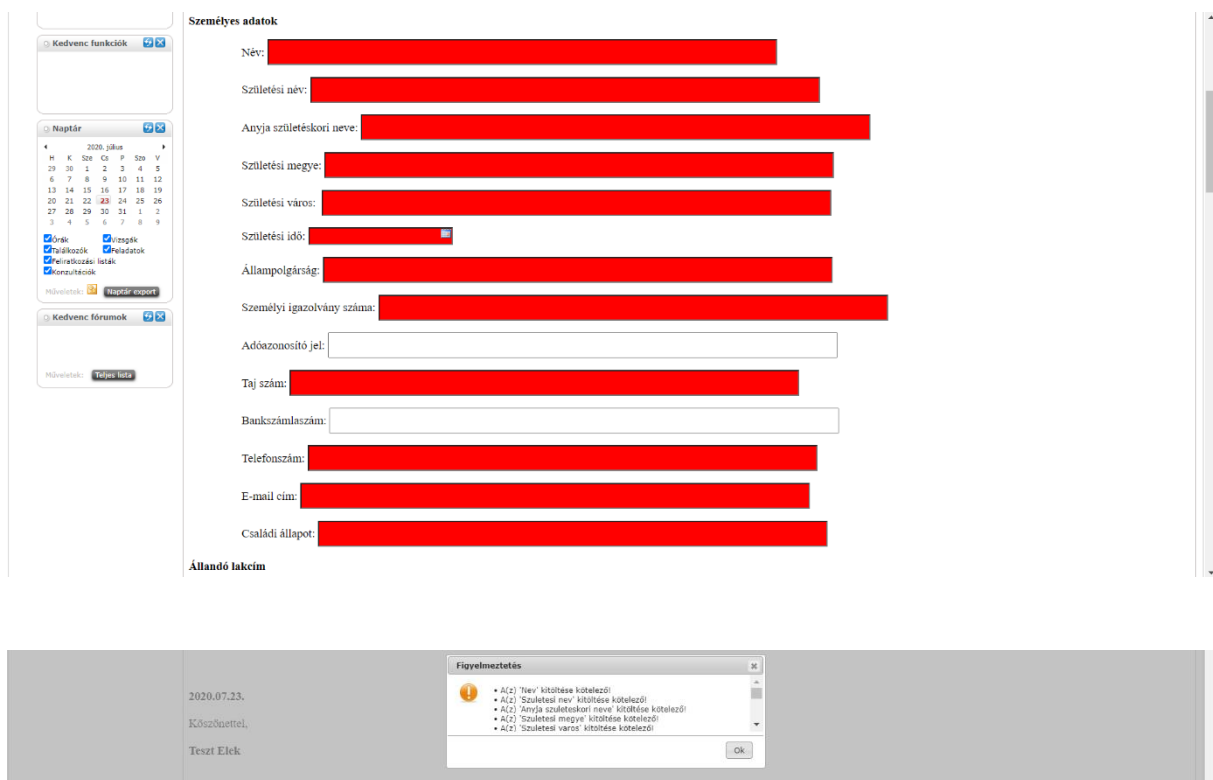 Személyes adatok
Kedvenc funkciók
Név:
Születési név:
Anyja születéskori neve:
Naptár
2020. július
H K Sze Cs P Szo V
29 30 1 2 3 4 5
6 7 8 9 10 11 12
13 14 15 16 17 18 19
20 21 22 23 24 25 26
27 28 29 30 31 1 2
3 4 5 6 7 8 9
Órák Vizsgák
Találkozók Feladatok
Feliratkozási listák
Konzultációk
Műveletek: Naptár export
Kedvenc fórumok
Műveletek: Teljes lista
Születési megye:
Születési város:
Születési idő:
Állampolgárság:
Személyi igazolvány száma:
Adóazonosító jel:
Taj szám:
Bankszámlaszám:
Telefonszám:
E-mail cím:
Családi állapot:
Állandó lakcím
Figyelmeztetés
• A(z) 'Nev' kitöltése kötelező!
• A(z) 'Szuletesi nev' kitöltése kötelező!
• A(z) 'Anyja szuleteskori neve' kitöltése kötelező!
• A(z) 'Szuletesi megye' kitöltése kötelező!
• A(z) 'Szuletesi varos' kitöltése kötelező!
Ok
2020.07.23.
Köszönettel,
Teszt Elek